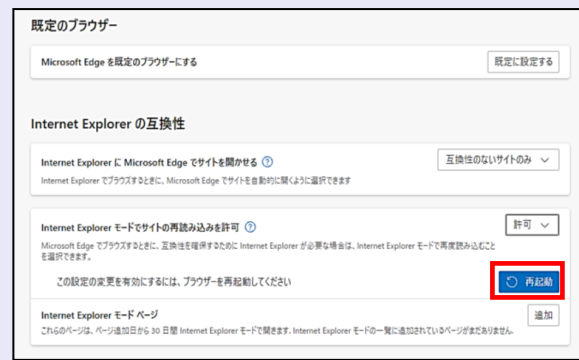 既定のブラウザー
Microsoft Edge を既定のブラウザーにする
既定に設定する
Internet Explorer の互換性
Internet Explorer に Microsoft Edge でサイトを開かせる ?
互換性のないサイトのみ
Internet Explorer でブラウズするときに、Microsoft Edge でサイトを自動的に開くように選択できます
Internet Explorer モードでサイトの再読み込みを許可 ?
許可
Microsoft Edge でブラウズするときに、互換性を確保するために Internet Explorer が必要な場合は、Internet Explorer モードで再度読み込むこと
を選択できます。
この設定の変更を有効にするには、ブラウザーを再起動してください
再起動
Internet Explorer モード ページ
追加
これらのページは、ページ追加日から 30 日間 Internet Explorer モードで開きます. Internet Explorer モードの一覧に追加されているページがまだありません.